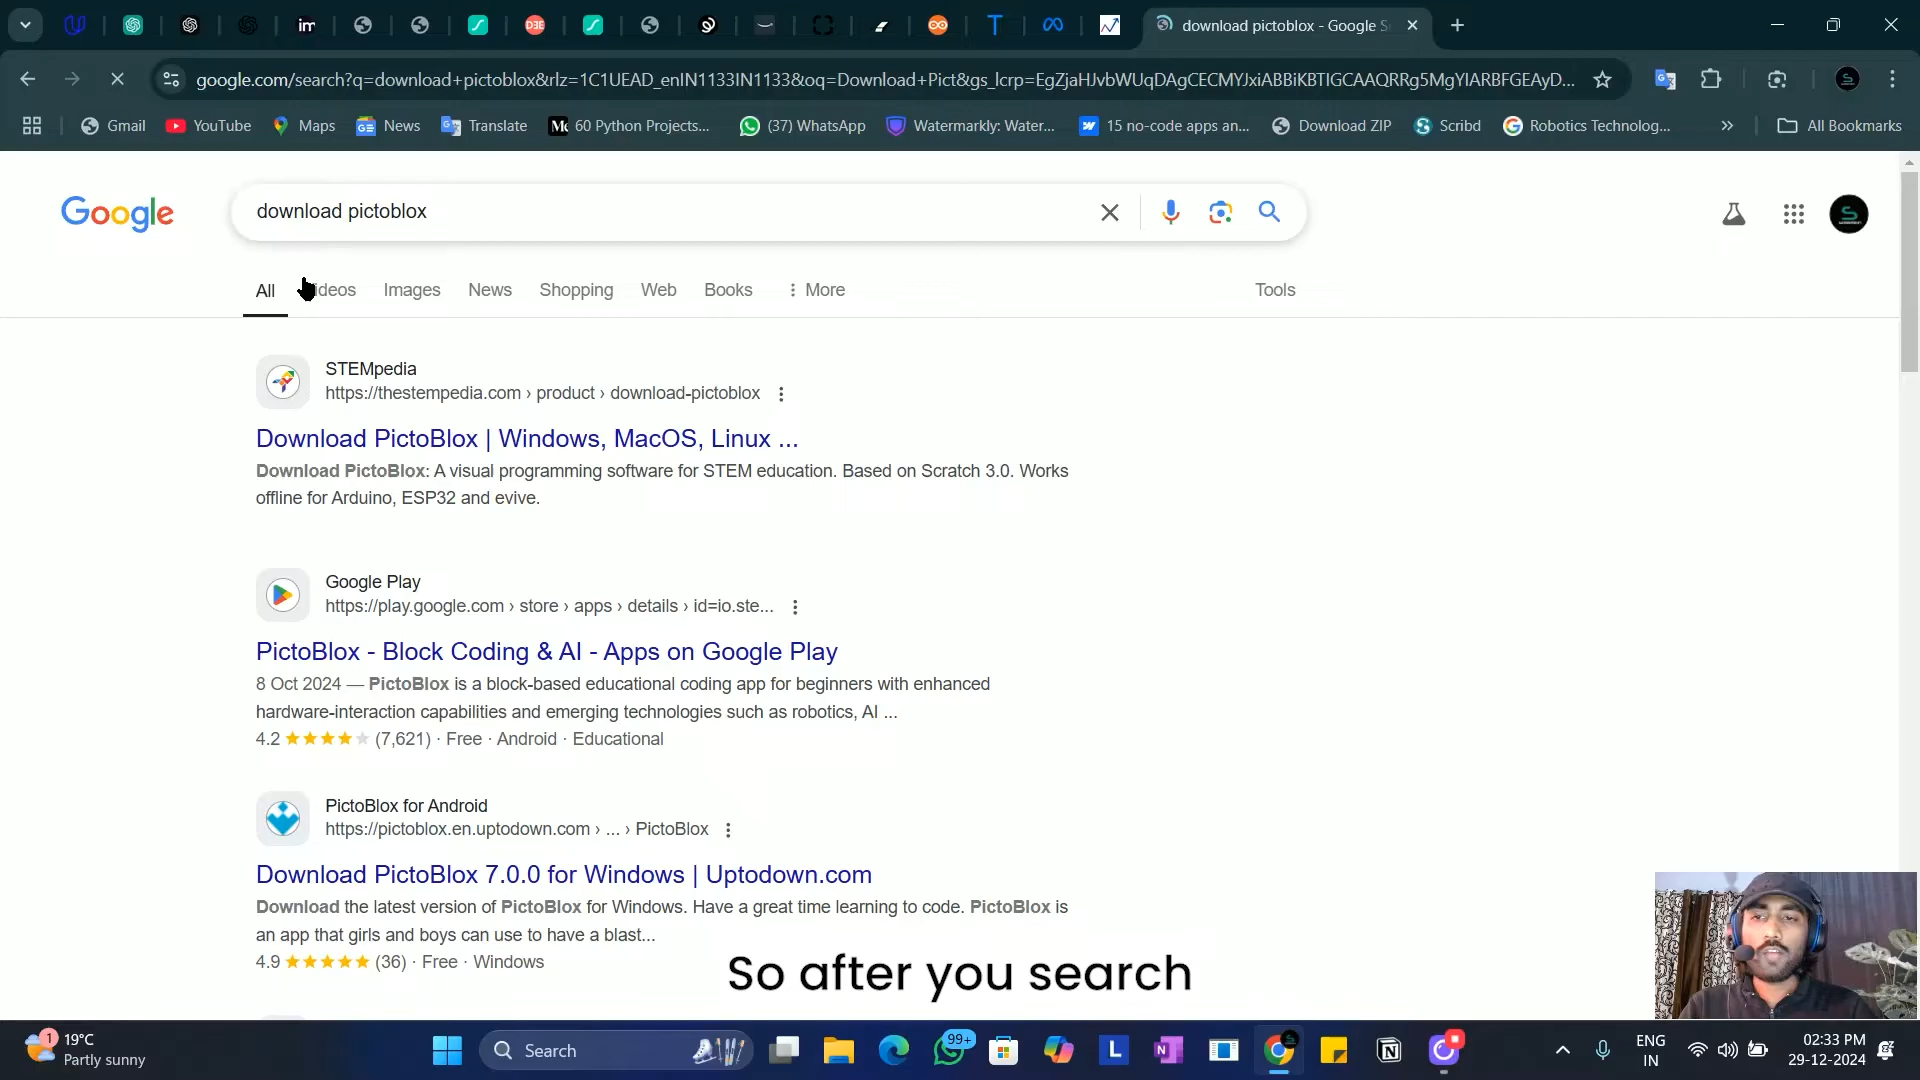 download pictoblox - Google S
google.com/search?q=download+pictoblox&rlz=1C1UEAD_enIN1133IN1133&oq=Download+Pict&gs_lcrp=EgZjaHJvbWUqDAgCECMYJxiABBiKBTIGCAAQRRg5MgYIARBFGEAyD...
Gmail YouTube Maps News Translate 60 Python Projects... (37) WhatsApp Watermarkly: Water... 15 no-code apps an... Download ZIP Scribd Robotics Technolog... » All Bookmarks
Google download pictoblox
All ideos Images News Shopping Web Books More Tools
STEMpedia
https://thestempedia.com › product › download-pictoblox
Download PictoBlox | Windows, MacOS, Linux ...
Download PictoBlox: A visual programming software for STEM education. Based on Scratch 3.0. Works
offline for Arduino, ESP32 and evive.
Google Play
https://play.google.com › store › apps › details › id=io.ste...
PictoBlox - Block Coding & AI - Apps on Google Play
8 Oct 2024 — PictoBlox is a block-based educational coding app for beginners with enhanced
hardware-interaction capabilities and emerging technologies such as robotics, AI ...
4.2 (7,621) · Free · Android · Educational
PictoBlox for Android
https://pictoblox.en.uptodown.com › ... › PictoBlox
Download PictoBlox 7.0.0 for Windows | Uptodown.com
Download the latest version of PictoBlox for Windows. Have a great time learning to code. PictoBlox is
an app that girls and boys can use to have a blast...
4.9 (36) · Free · Windows
So after you search
1 19°C
Partly sunny
Search
99+
ENG
IN
02:33 PM
29-12-2024